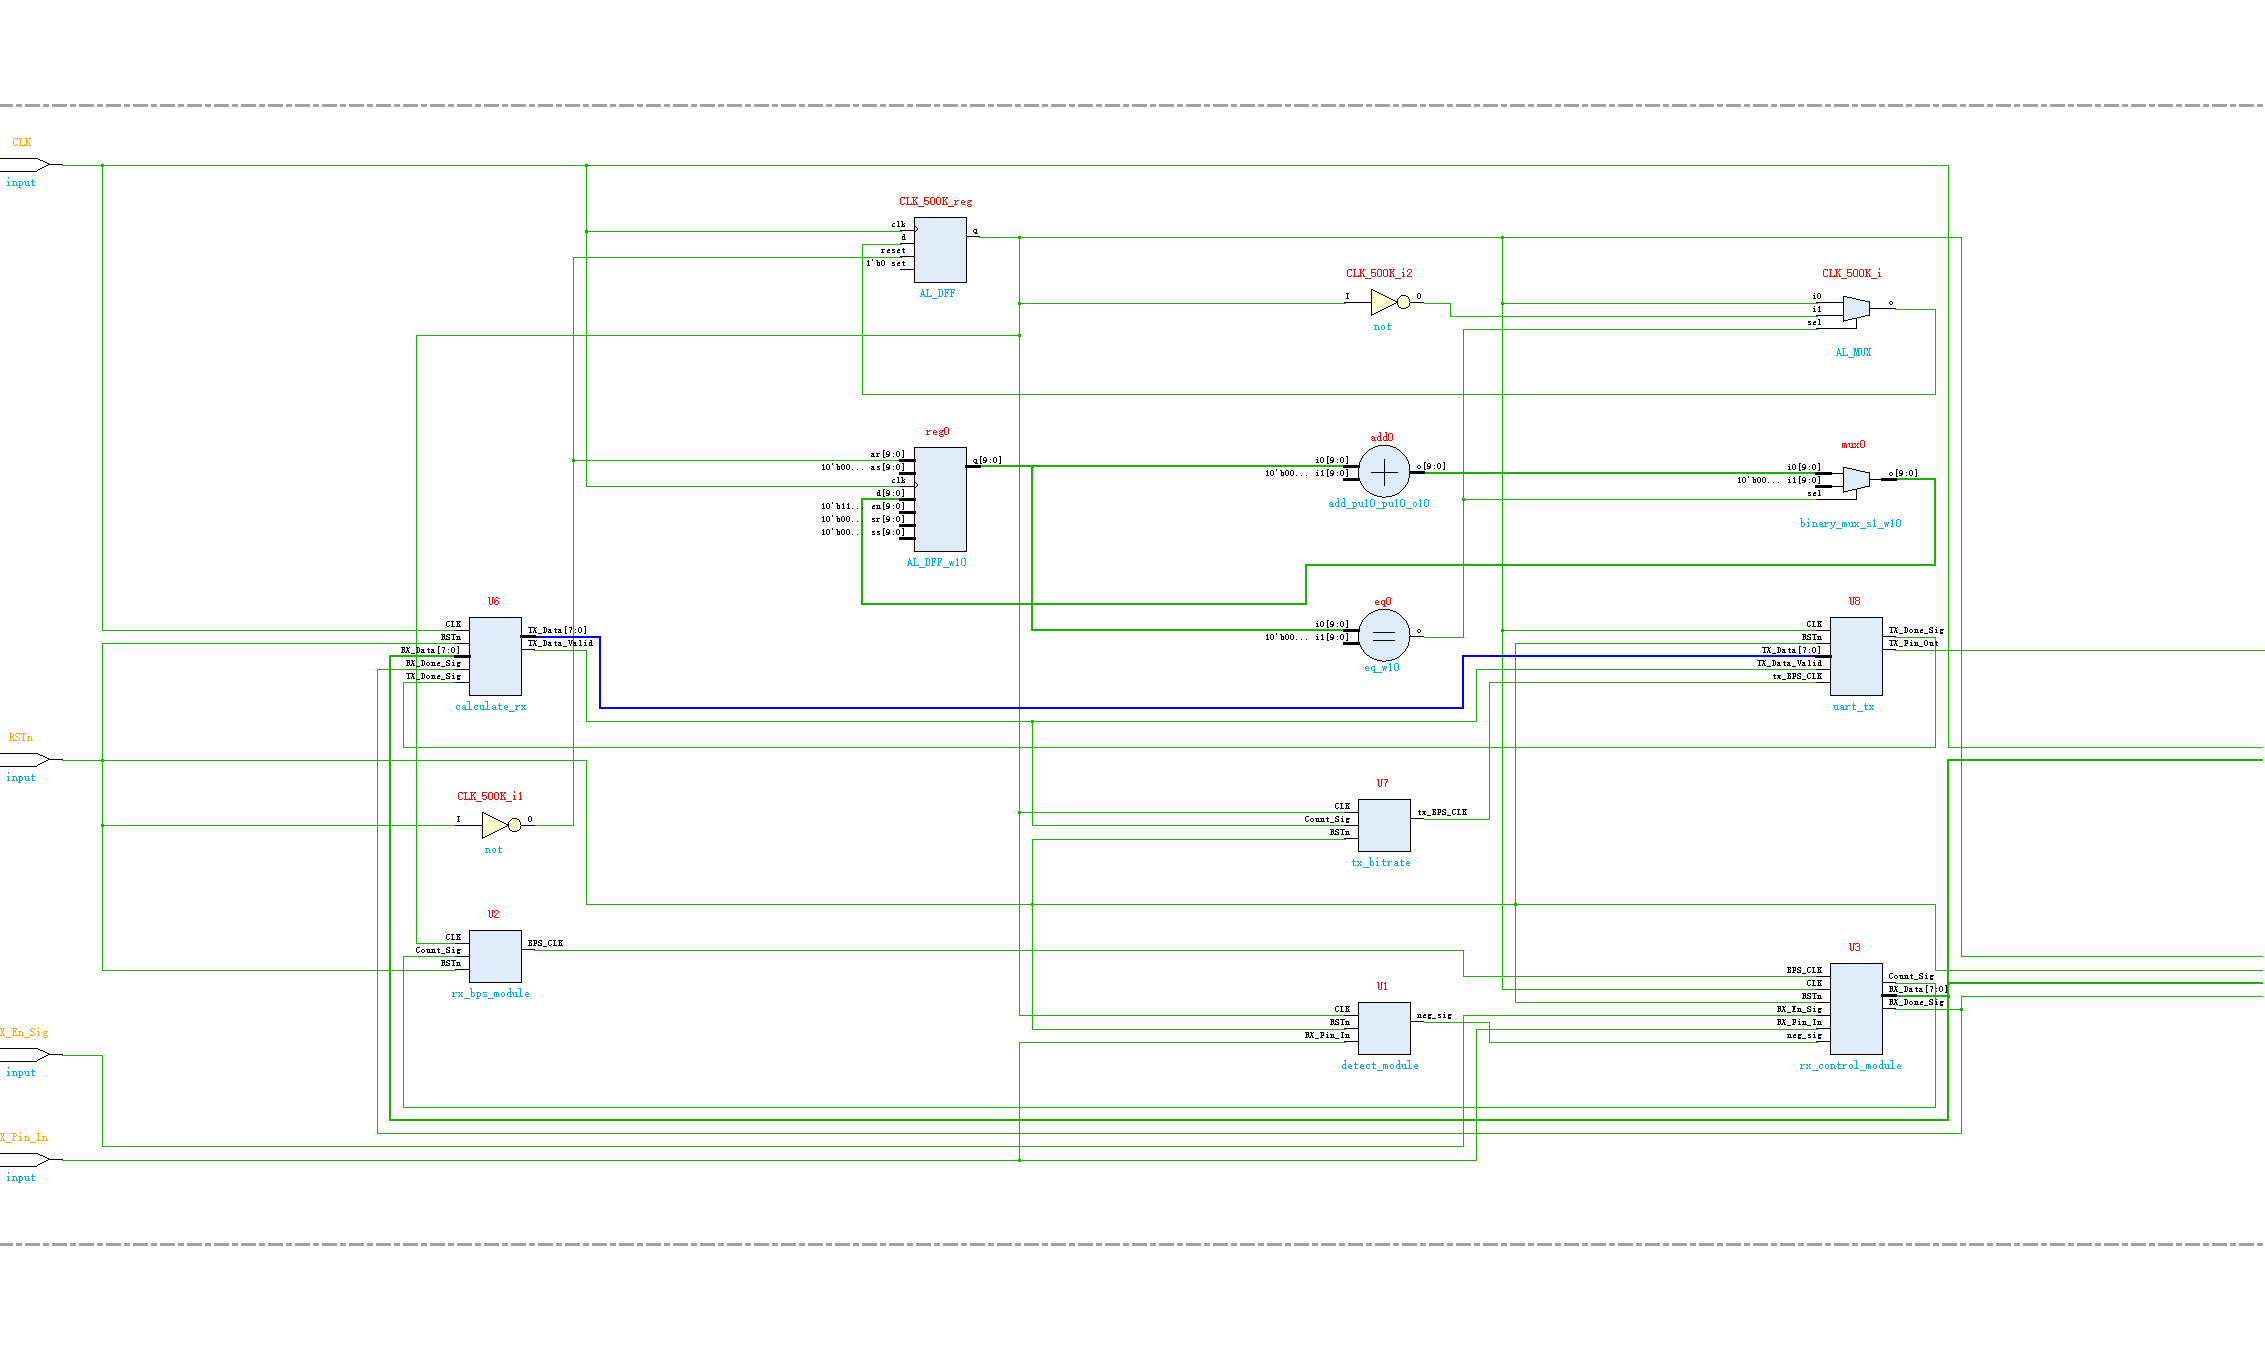 CLK
input
CLK_500K_reg
clk
d
reset
1'b0 set
q
AL_DFF
CLK_500K_i2
I
O
not
CLK_500K_i
i0
i1
sel
o
AL_MUX
reg0
ar[9:0]
10'b00... as[9:0]
clk
d[9:0]
10'b11... en[9:0]
10'b00... sr[9:0]
10'b00... ss[9:0]
q[9:0]
AL_DFF_w10
add0
i0[9:0]
10'b00... i1[9:0]
o[9:0]
add_pu10_pu10_o10
mux0
i0[9:0]
10'b00... i1[9:0]
sel
o[9:0]
binary_mux_s1_w10
U6
CLK
RSTn
RX_Data[7:0]
RX_Done_Sig
TX_Done_Sig
TX_Data[7:0]
TX_Data_Valid
calculate_rx
eq0
i0[9:0]
10'b00... i1[9:0]
o
eq_w10
U8
CLK
RSTn
TX_Data[7:0]
TX_Data_Valid
tx_BPS_CLK
TX_Done_Sig
TX_Pin_Out
uart_tx
RSTn
input
CLK_500K_i1
I
O
not
U7
CLK
Count_Sig
RSTn
tx_BPS_CLK
tx_bitrate
U2
CLK
Count_Sig
RSTn
BPS_CLK
rx_bps_module
U1
CLK
RSTn
RX_Pin_In
neg_sig
detect_module
U3
BPS_CLK
CLK
RSTn
RX_En_Sig
RX_Pin_In
neg_sig
Count_Sig
RX_Data[7:0]
RX_Done_Sig
rx_control_module
X_En_Sig
input
X_Pin_In
input